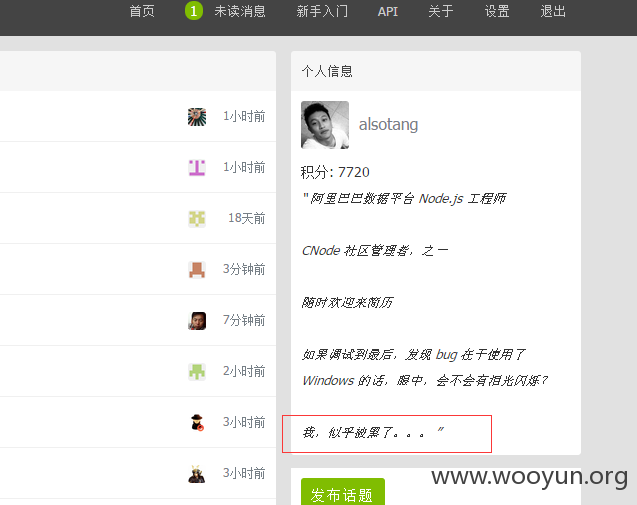 首页 1 未读消息 新手入门 API 关于 设置 退出
个人信息
1小时前
alsotang
1小时前
积分: 7720
"阿里巴巴数据平台 Node.js 工程师
18天前
CNode 社区管理者，之一
3分钟前
随时欢迎来简历
7分钟前
如果调试到最后，发现 bug 在于使用了
2小时前
Windows 的话，眼中，会不会有泪光闪烁？
3小时前
我，似乎被黑了。。。"
3小时前
www.wooyun.org
发布话题